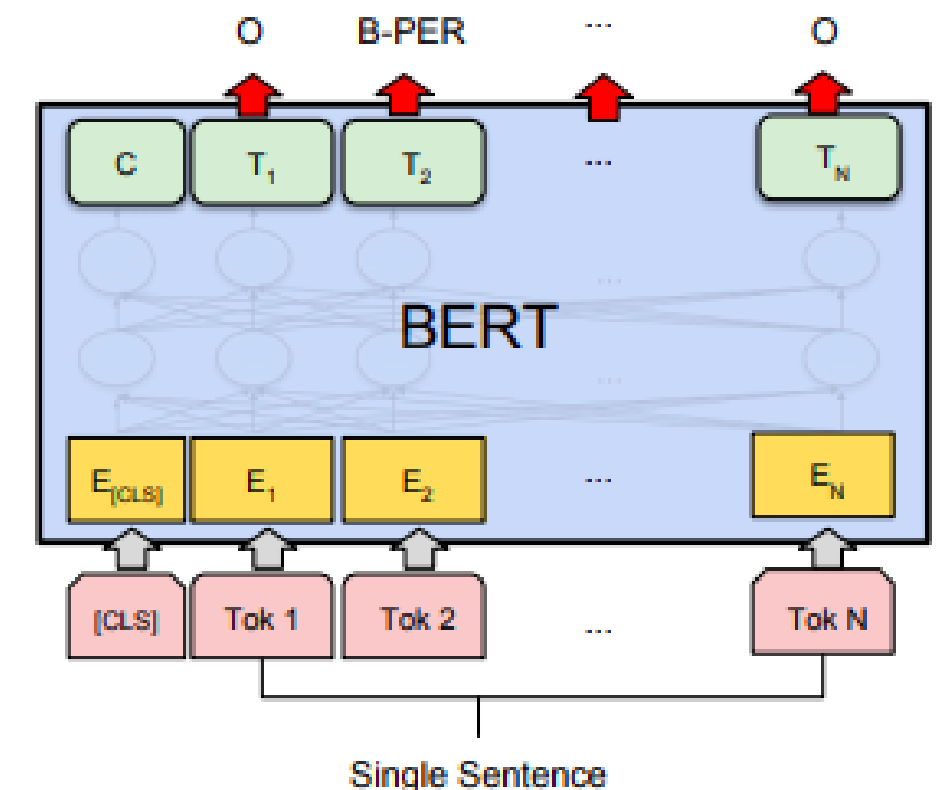 O B-PER ... O
C T1 T2 ... TN
...
BERT
...
E[CLS] E1 E2 ... EN
[CLS] Tok 1 Tok 2 ... Tok N
Single Sentence